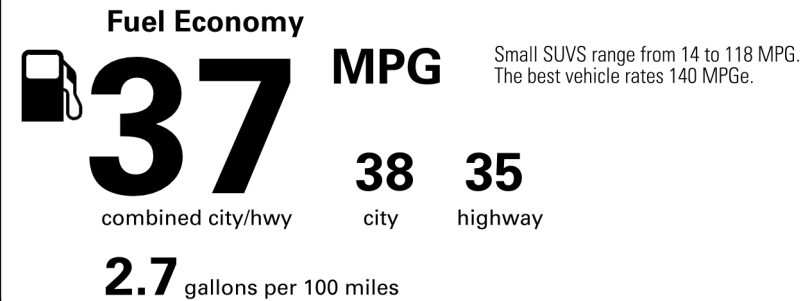 Fuel Economy
37 MPG
Small SUVS range from 14 to 118 MPG.
The best vehicle rates 140 MPGe.
38 35
combined city/hwy city highway
2.7 gallons per 100 miles